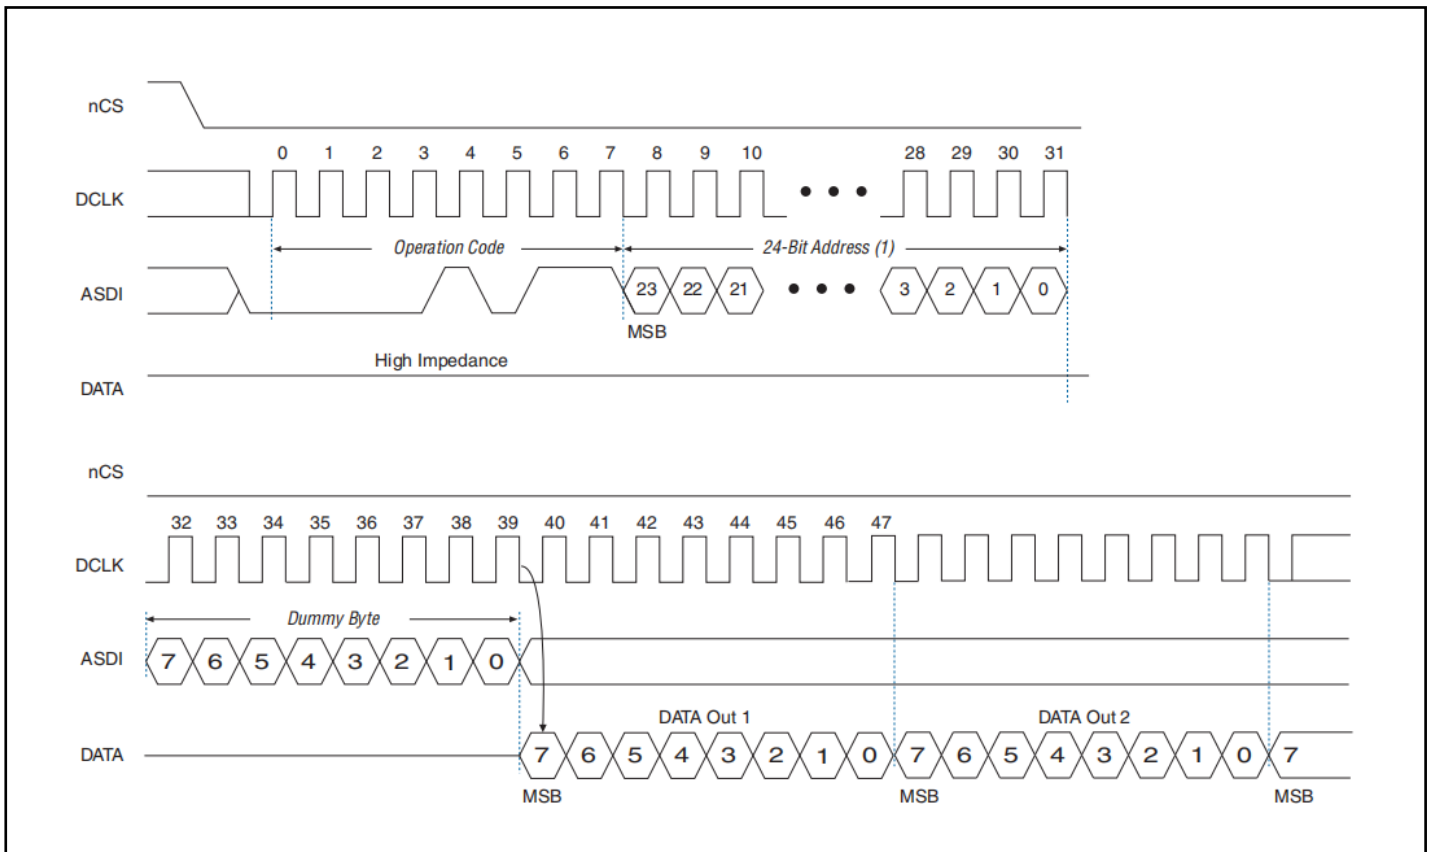 nCS
0 1 2 3 4 5 6 7 8 9 10 28 29 30 31
DCLK
Operation Code 24-Bit Address (1)
ASDI 23 22 21 3 2 1 0
MSB
High Impedance
DATA
nCS
32 33 34 35 36 37 38 39 40 41 42 43 44 45 46 47
DCLK
Dummy Byte
ASDI 7 6 5 4 3 2 1 0
DATA Out 1 DATA Out 2
DATA 7 6 5 4 3 2 1 0 7 6 5 4 3 2 1 0 7
MSB MSB MSB